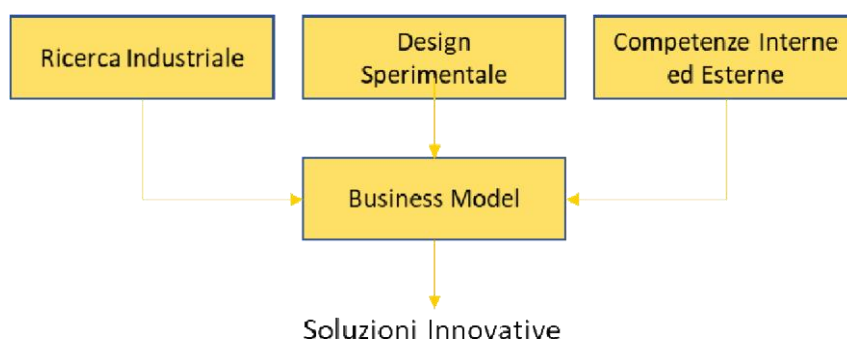 Ricerca Industriale
Design
Sperimentale
Competenze Interne
ed Esterne
Business Model
Soluzioni Innovative